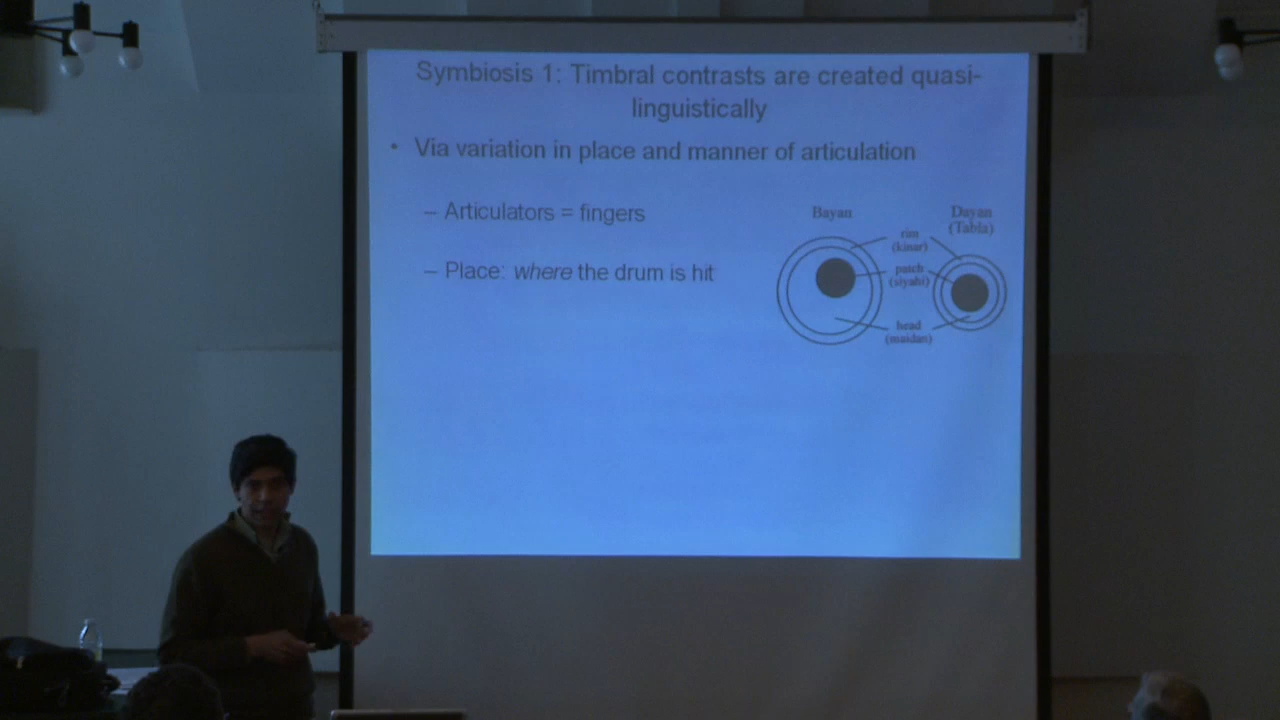 Symbiosis 1: Timbral contrasts are created quasi-
linguistically
• Via variation in place and manner of articulation
– Articulators = fingers
– Place: where the drum is hit
Bayan
Dayan
(Tabla)
rim
(kinar)
patch
(siyahi)
head
(maidan)